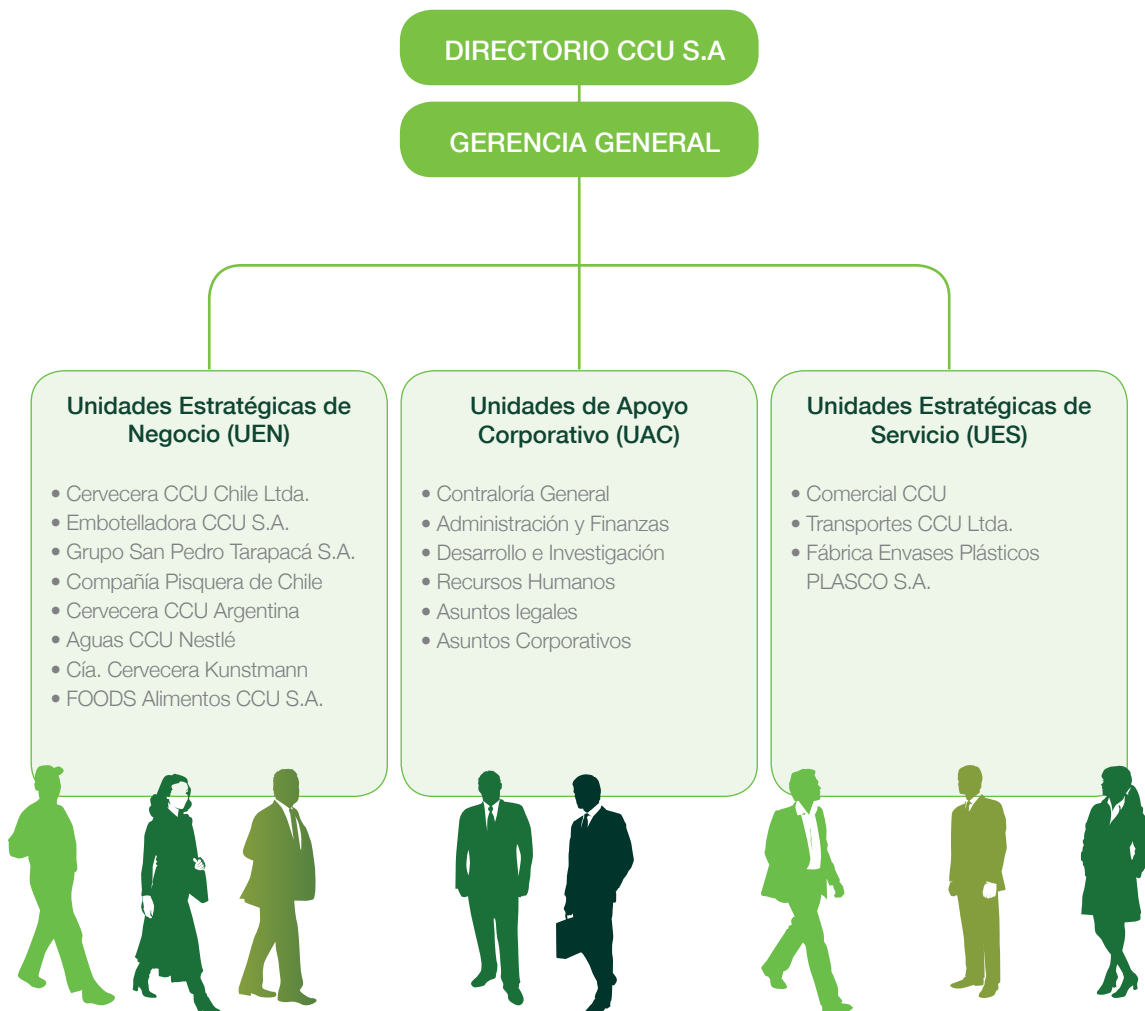 DIRECTORIO CCU S.A
GERENCIA GENERAL
Unidades Estratégicas de
Negocio (UEN)
• Cervecera CCU Chile Ltda.
• Embotelladora CCU S.A.
• Grupo San Pedro Tarapacá S.A.
• Compañía Pisquera de Chile
• Cervecera CCU Argentina
• Aguas CCU Nestlé
• Cía. Cervecera Kunstmann
• FOODS Alimentos CCU S.A.
Unidades de Apoyo
Corporativo (UAC)
• Contraloría General
• Administración y Finanzas
• Desarrollo e Investigación
• Recursos Humanos
• Asuntos legales
• Asuntos Corporativos
Unidades Estratégicas de
Servicio (UES)
• Comercial CCU
• Transportes CCU Ltda.
• Fábrica Envases Plásticos
PLASCO S.A.